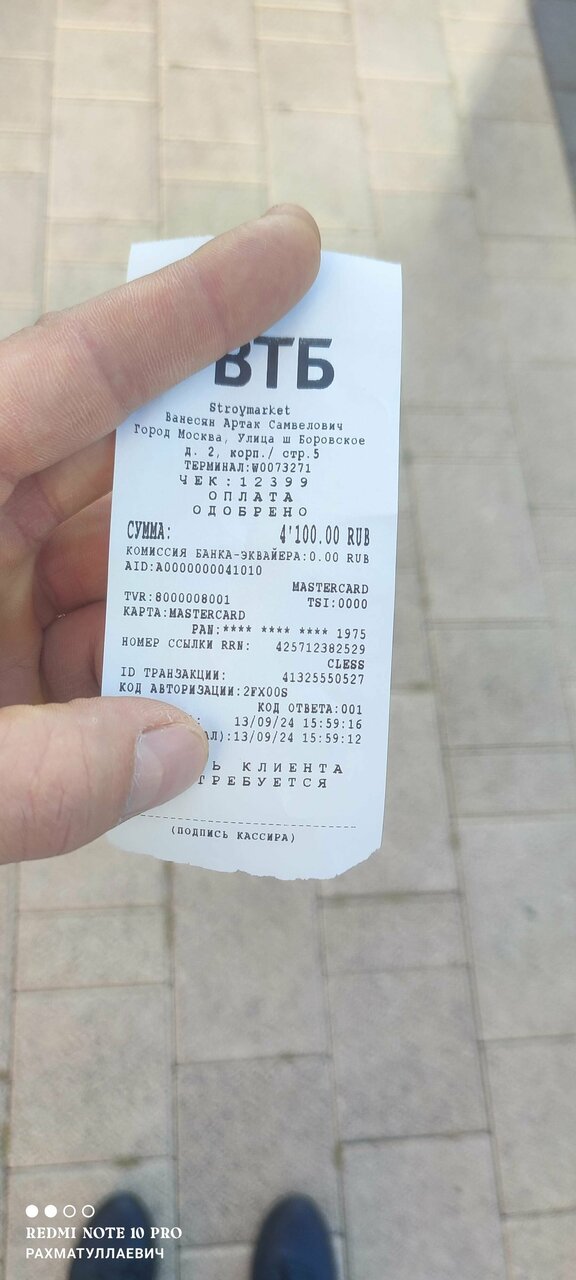 ВТБ
Stroymarket
Ванесян Артак Самвелович
Город Москва, Улица ш Боровское
д. 2, корп./ стр.5
ТЕРМИНАЛ:W0073271
ЧЕК:12399
ОПЛАТА
ОДОБРЕНО
СУММА: 4'100.00 RUB
КОМИССИЯ БАНКА-ЭКВАЙЕРА:0.00 RUB
AID:A0000000041010
MASTERCARD
TVR:8000008001 TSI:0000
КАРТА:MASTERCARD
PAN:**** **** **** 1975
НОМЕР ССЫЛКИ RRN: 425712382529
CLESS
ID ТРАНЗАКЦИИ: 41325550527
КОД АВТОРИЗАЦИИ:2FX00S
КОД ОТВЕТА:001
: 13/09/24 15:59:16
АЛ):13/09/24 15:59:12
Ь КЛИЕНТА
ТРЕБУЕТСЯ
(ПОДПИСЬ КАССИРА)
REDMI NOTE 10 PRO
РАХМАТУЛЛАЕВИЧ